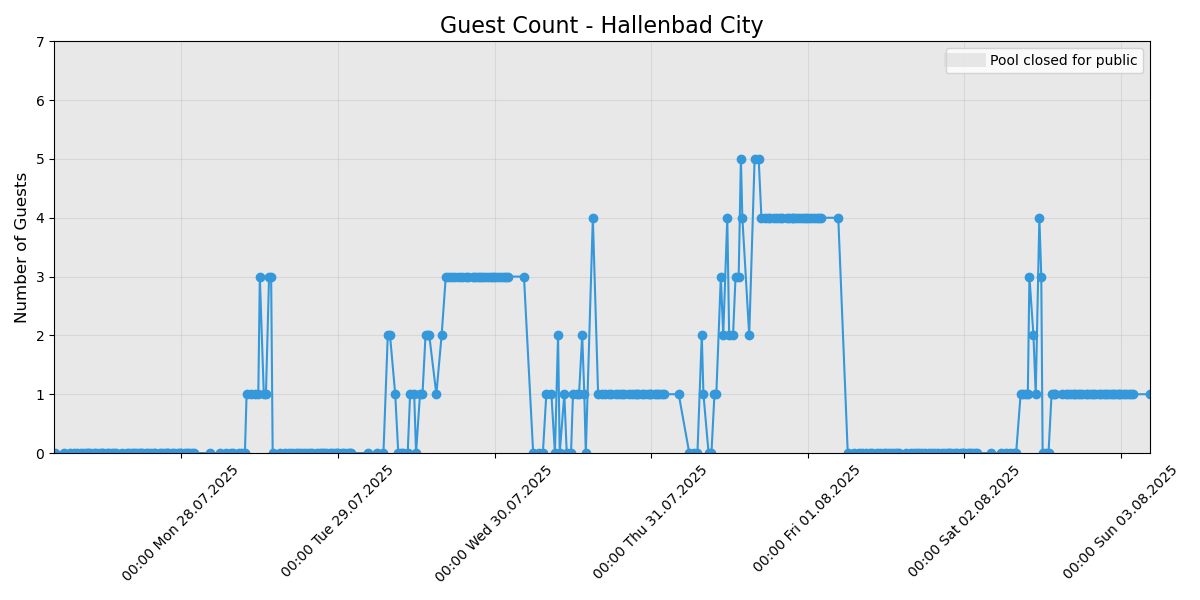 Guest Count - Hallenbad City
Pool closed for public
Number of Guests
7
6
5
4
3
2
1
0
00:00 Mon 28.07.2025
00:00 Tue 29.07.2025
00:00 Wed 30.07.2025
00:00 Thu 31.07.2025
00:00 Fri 01.08.2025
00:00 Sat 02.08.2025
00:00 Sun 03.08.2025